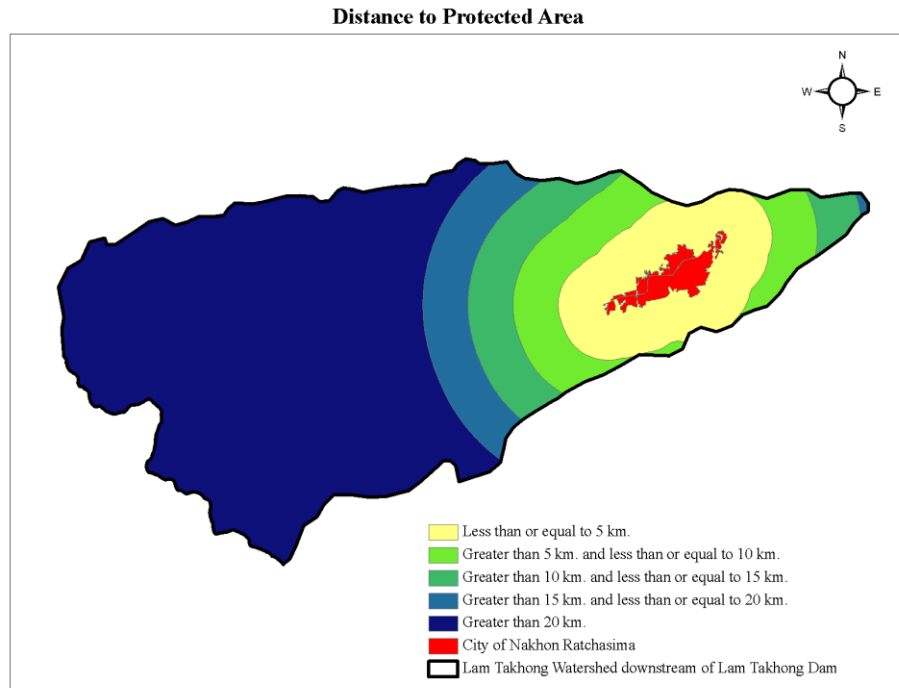 Distance to Protected Area
N
W E
S
Less than or equal to 5 km.
Greater than 5 km. and less than or equal to 10 km.
Greater than 10 km. and less than or equal to 15 km.
Greater than 15 km. and less than or equal to 20 km.
Greater than 20 km.
City of Nakhon Ratchasima
Lam Takhong Watershed downstream of Lam Takhong Dam